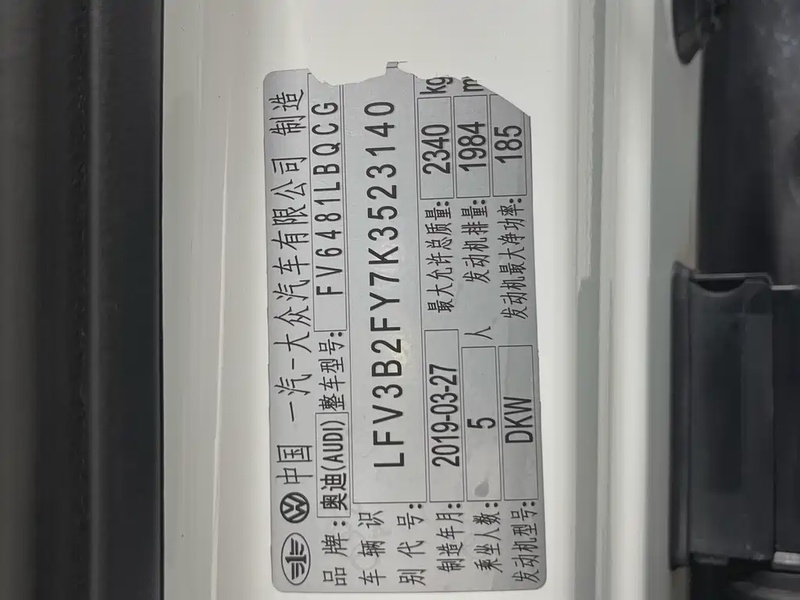 中国 一汽-大众汽车有限公司 制造
品牌: 奥迪(AUDI) 整车型号: FV6481LBQCG
车辆识别代号: LFV3B2FY7K3523140
制造年月: 2019-03-27 最大允许总质量: 2340 kg
乘坐人数: 5 人 发动机排量: 1984
发动机型号: DKW 发动机最大净功率: 185